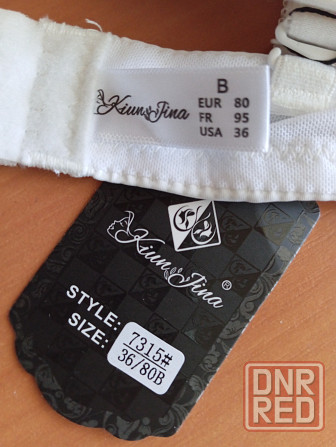 B
Kiun&Jina
EUR 80
FR 95
USA 36
Kiun&Jina®
STYLE: 7315#
SIZE: 36/80B
DNR
RED